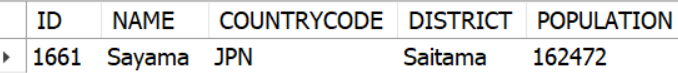 ID NAME COUNTRYCODE DISTRICT POPULATION
1661 Sayama JPN Saitama 162472